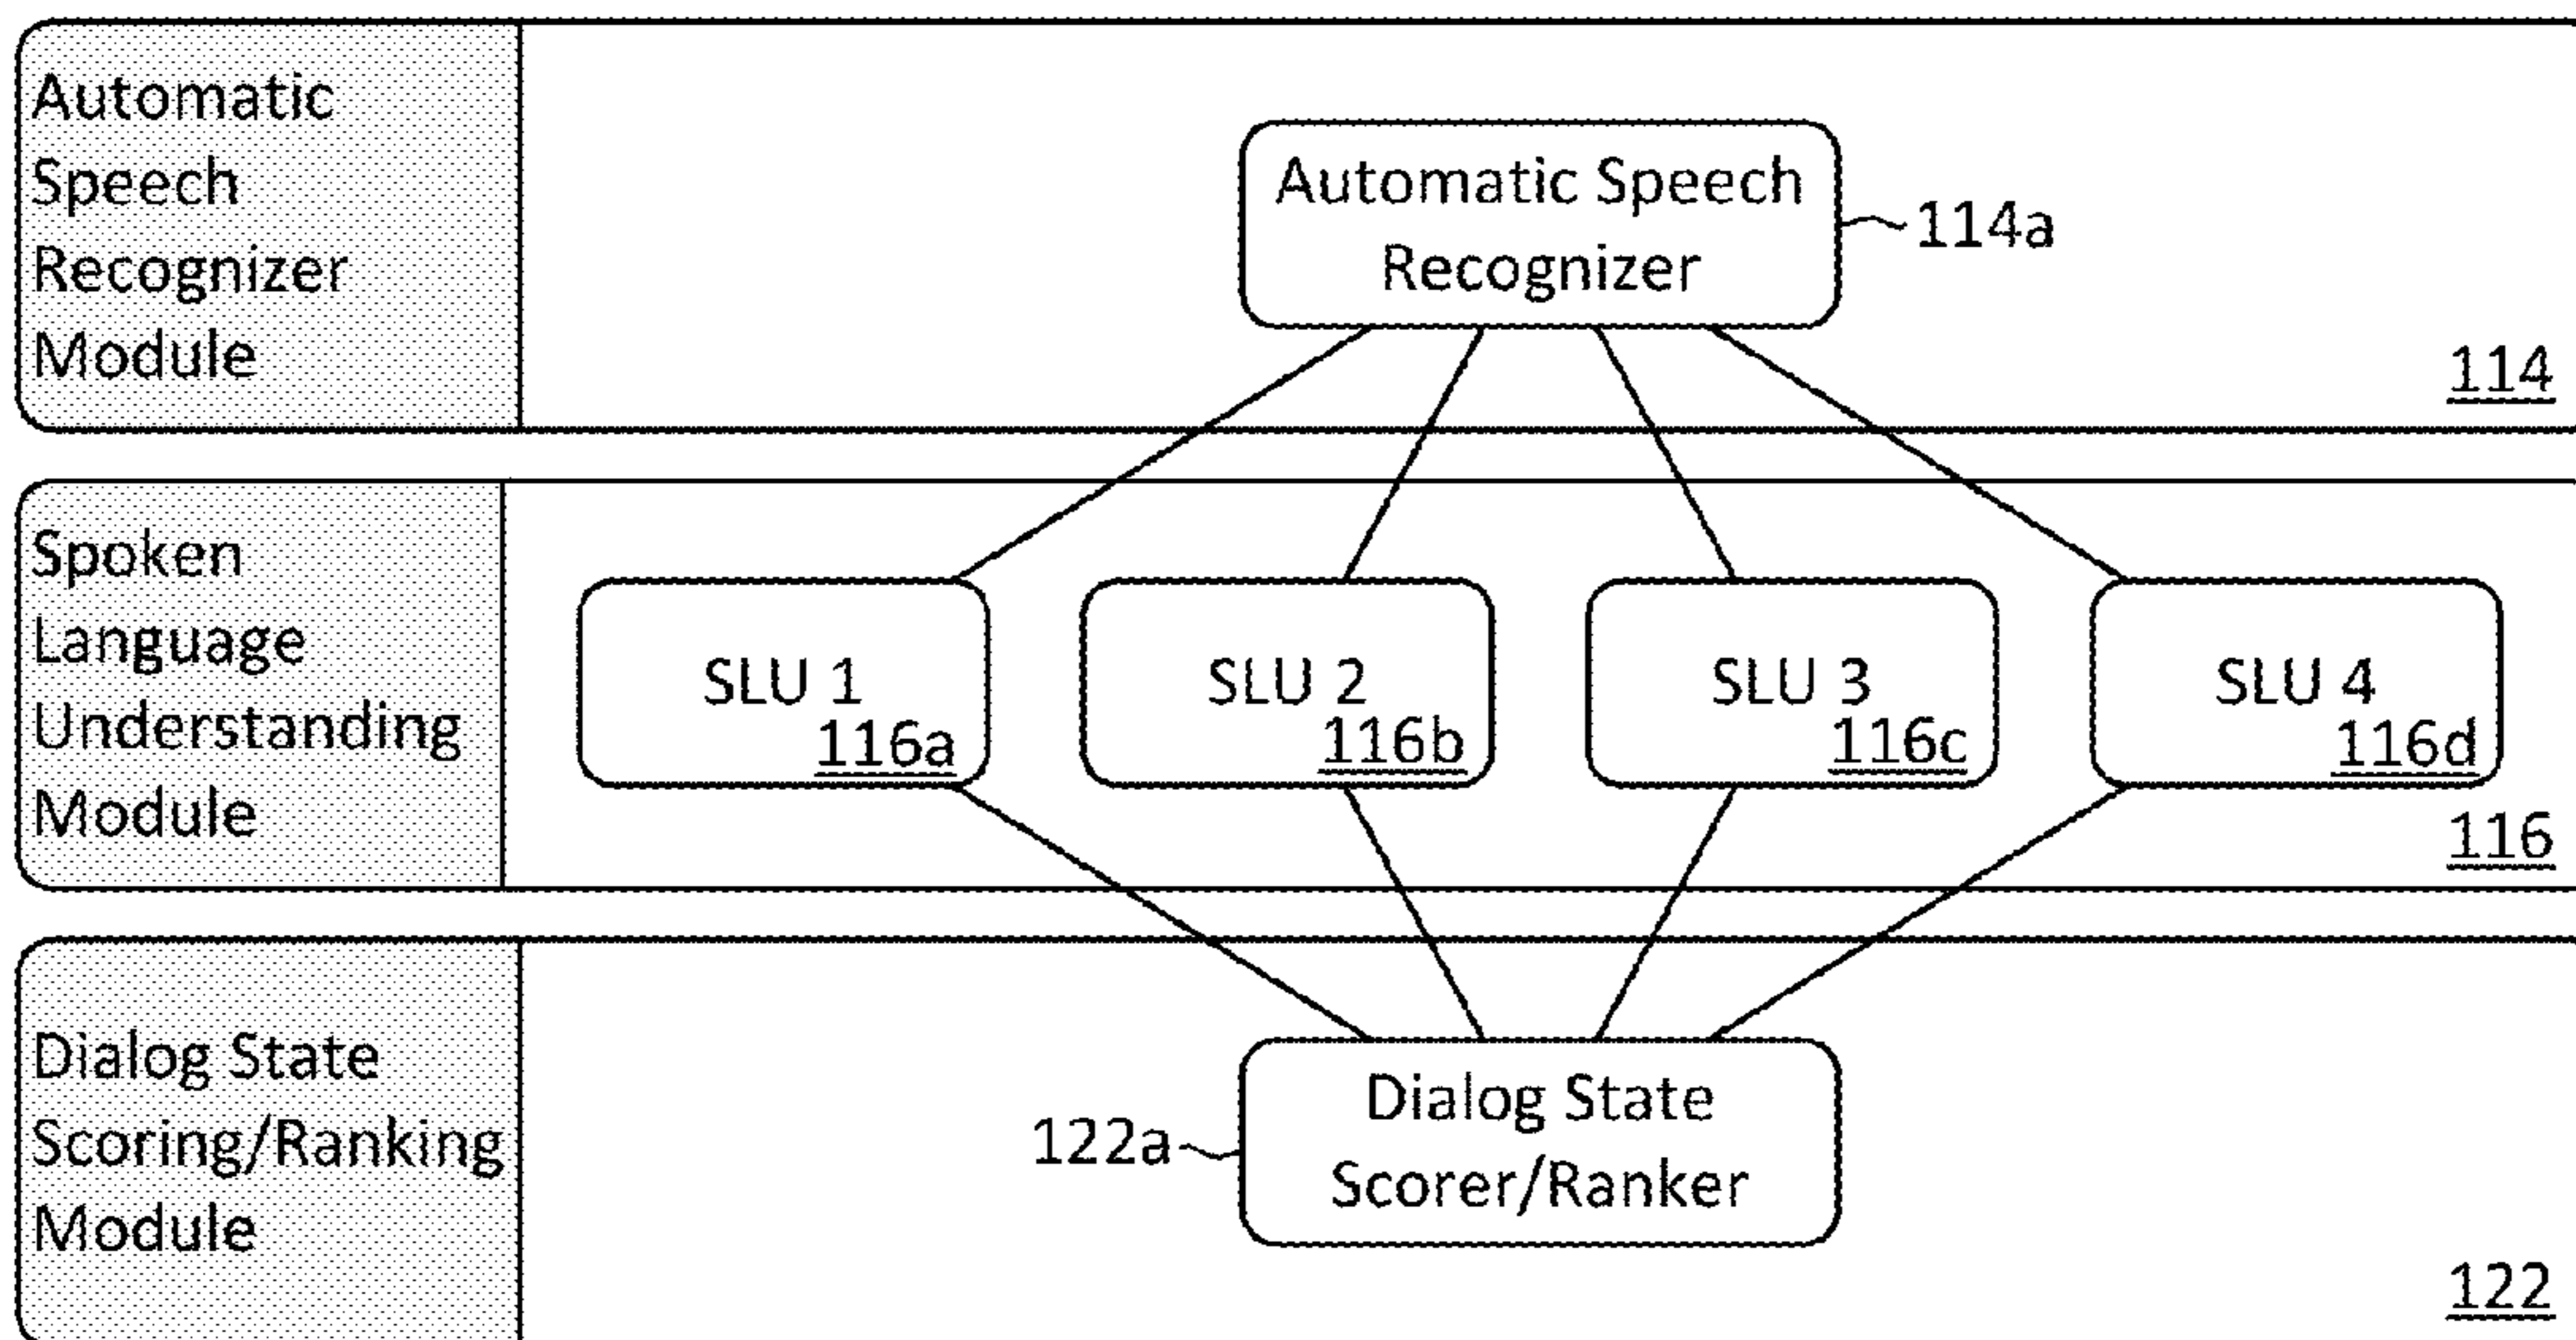 Automatic
Speech
Recognizer
Module
Automatic Speech
Recognizer
114a
114
Spoken
Language
Understanding
Module
SLU 1
116a
SLU 2
116b
SLU 3
116c
SLU 4
116d
116
Dialog State
Scoring/Ranking
Module
Dialog State
Scorer/Ranker
122a
122